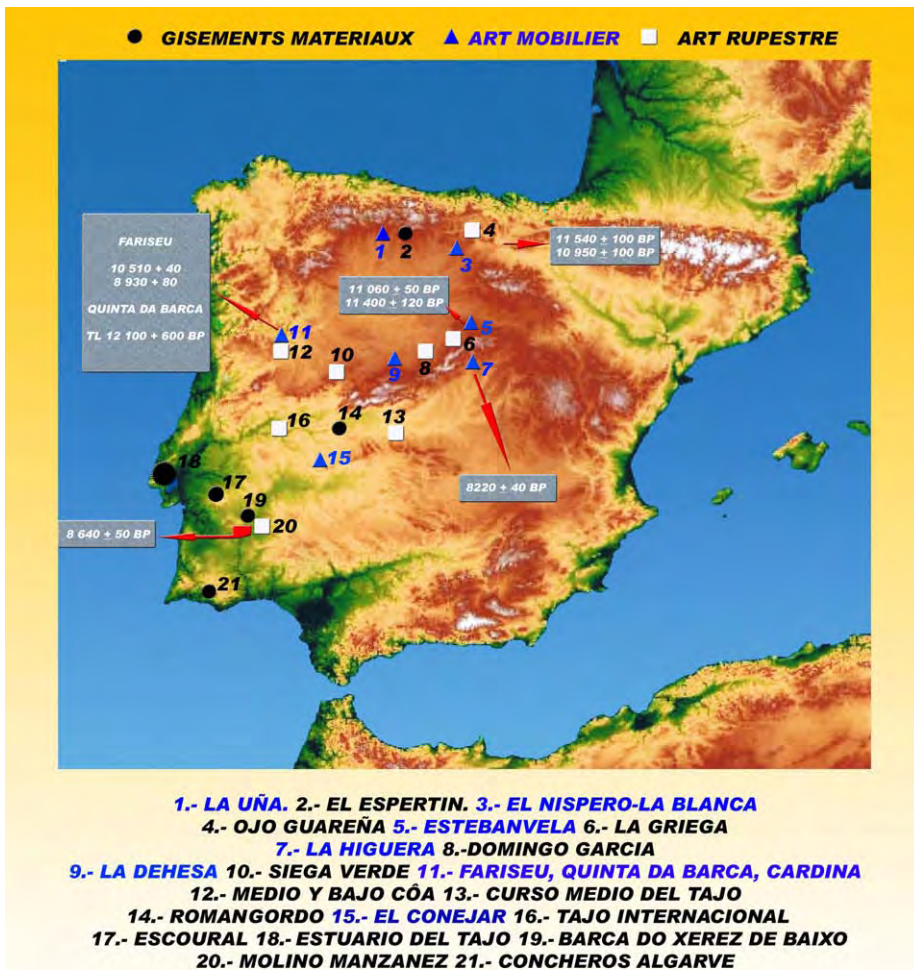 GISEMENTS MATERIAUX ART MOBILIER ART RUPESTRE
FARISEU
10 510 + 40
8 930 + 80
QUINTA DA BARCA
TL 12 100 + 600 BP
1
2
3
4
11 540 ± 100 BP
10 950 ± 100 BP
11 060 ± 50 BP
11 400 ± 120 BP
5
6
7
8
9
10
11
12
13
14
15
16
8220 ± 40 BP
17
18
19
20
8 640 ± 50 BP
21
1.- LA UÑA. 2.- EL ESPERTIN. 3.- EL NISPERO-LA BLANCA
4.- OJO GUAREÑA 5.- ESTEBANVELA 6.- LA GRIEGA
7.- LA HIGUERA 8.-DOMINGO GARCIA
9.- LA DEHESA 10.- SIEGA VERDE 11.- FARISEU, QUINTA DA BARCA, CARDINA
12.- MEDIO Y BAJO CÔA 13.- CURSO MEDIO DEL TAJO
14.- ROMANGORDO 15.- EL CONEJAR 16.- TAJO INTERNACIONAL
17.- ESCOURAL 18.- ESTUARIO DEL TAJO 19.- BARCA DO XEREZ DE BAIXO
20.- MOLINO MANZANEZ 21.- CONCHEROS ALGARVE